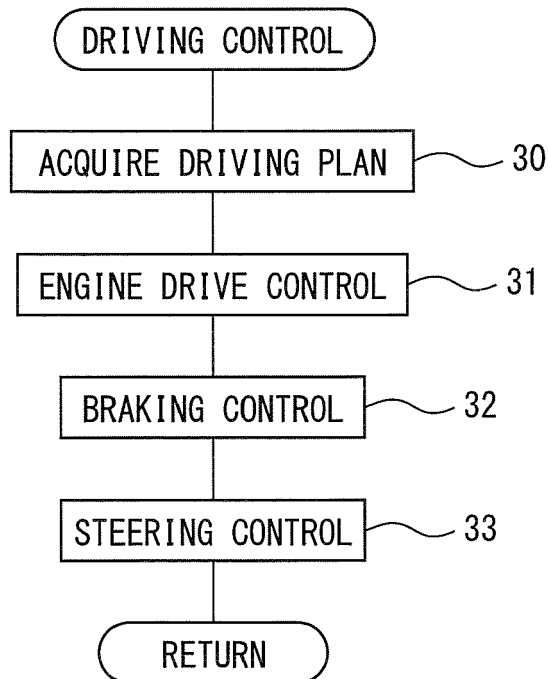 DRIVING CONTROL
ACQUIRE DRIVING PLAN 30
ENGINE DRIVE CONTROL 31
BRAKING CONTROL 32
STEERING CONTROL 33
RETURN